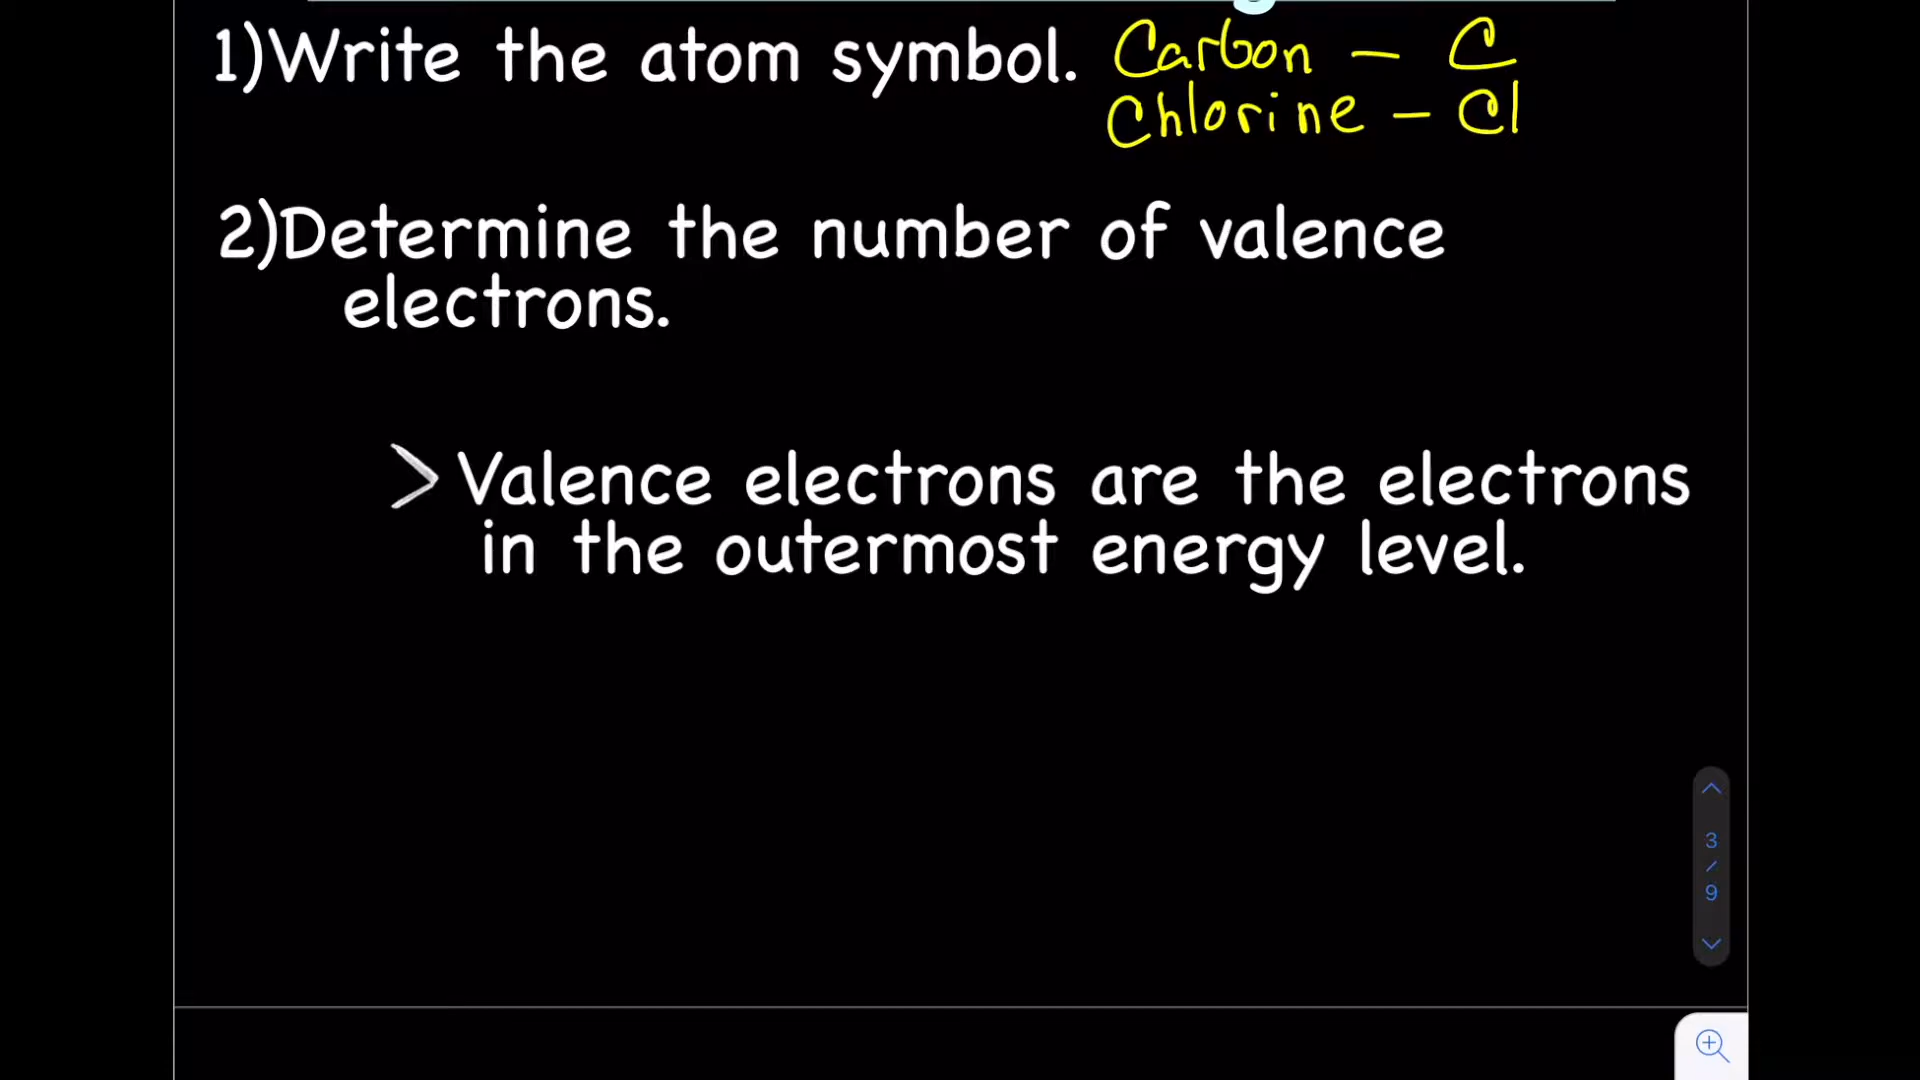 1)Write the atom symbol. Carbon – C
Chlorine – Cl
2)Determine the number of valence
electrons.
>Valence electrons are the electrons
in the outermost energy level.
3
/
9